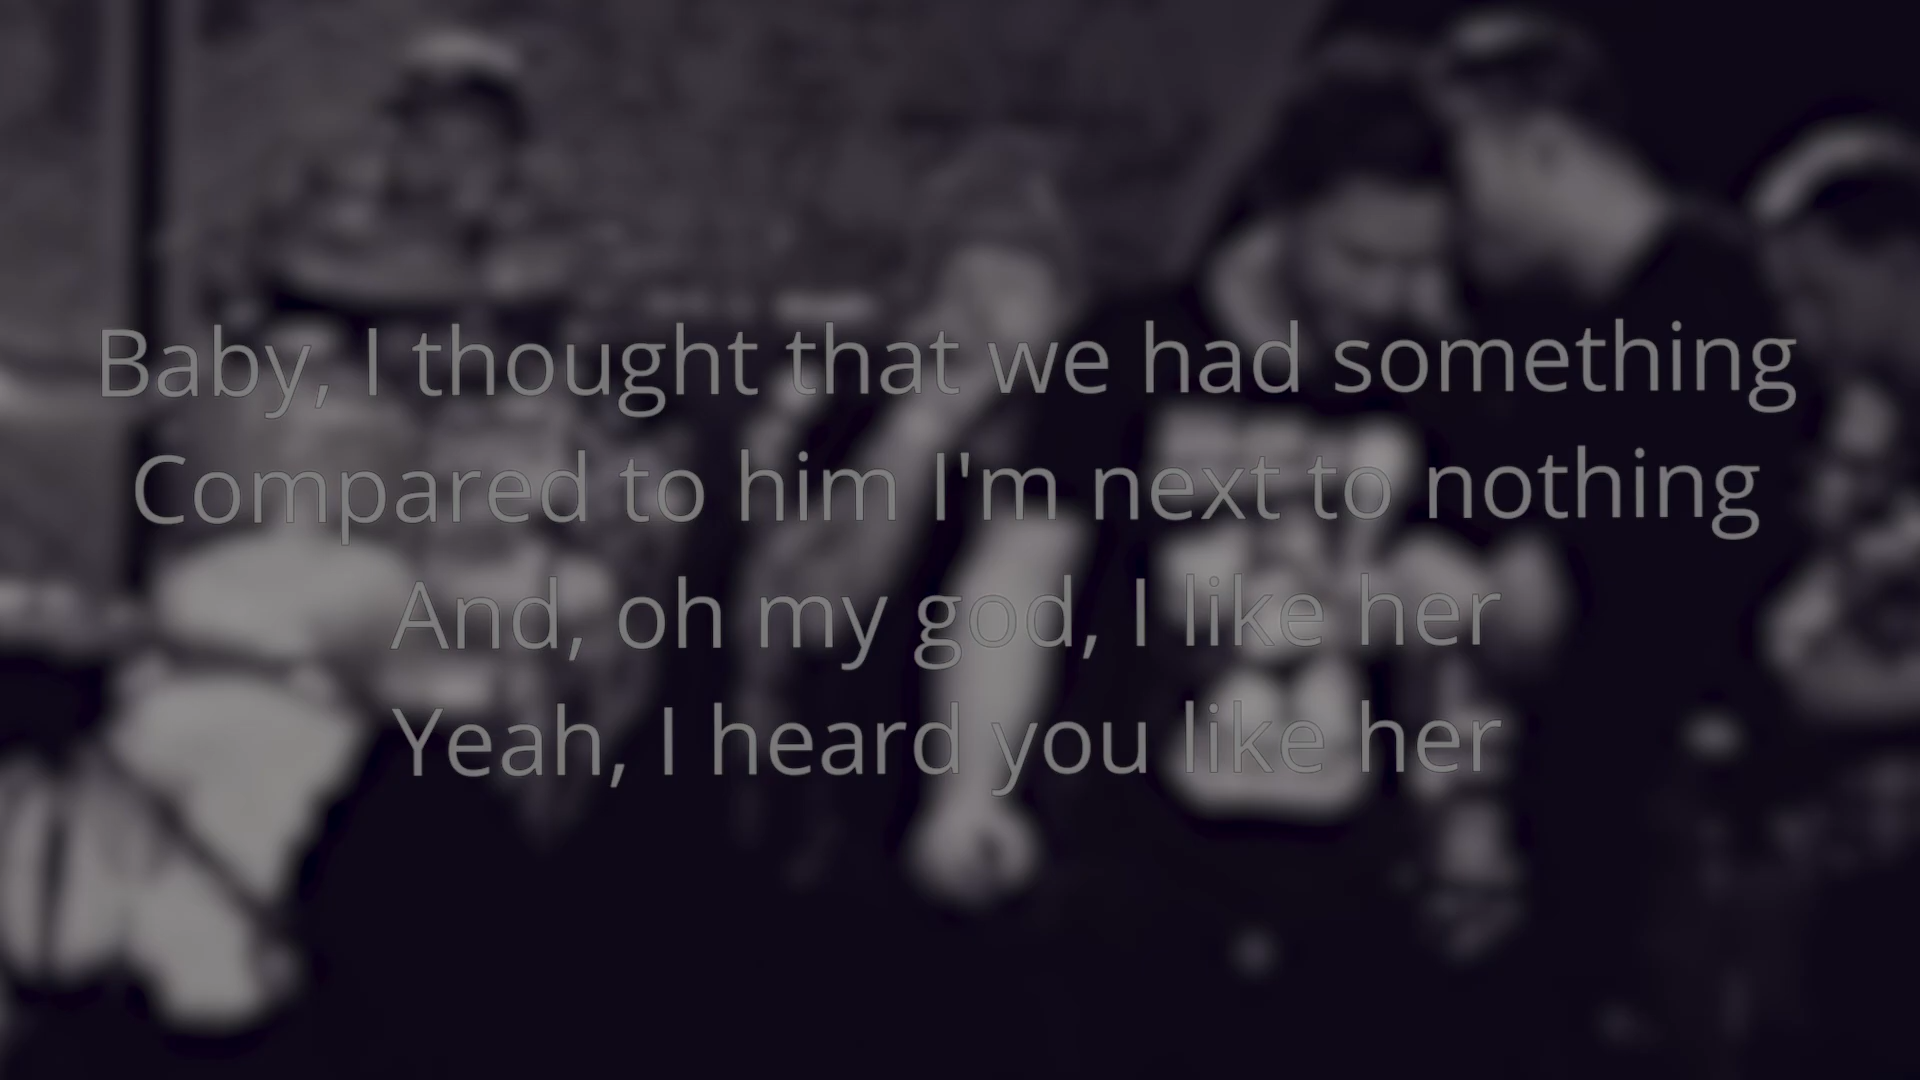 Baby, I thought that we had something
Compared to him I'm next to nothing
And, oh my god, I like her
Yeah, I heard you like her